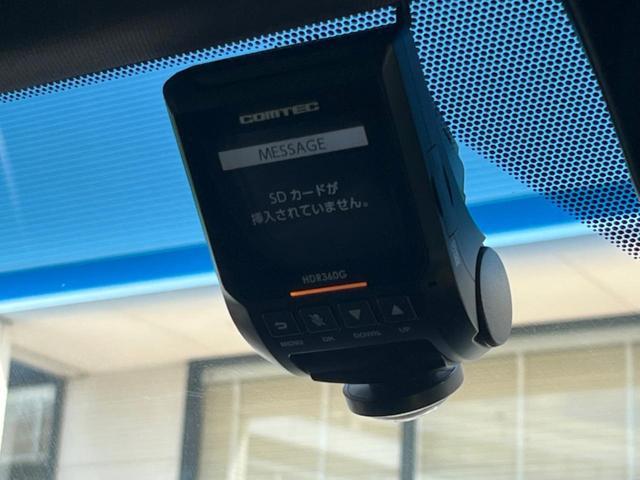 COMTEC
MESSAGE
SDカードが
挿入されていません。
HDR360G
MENU OK DOWN UP